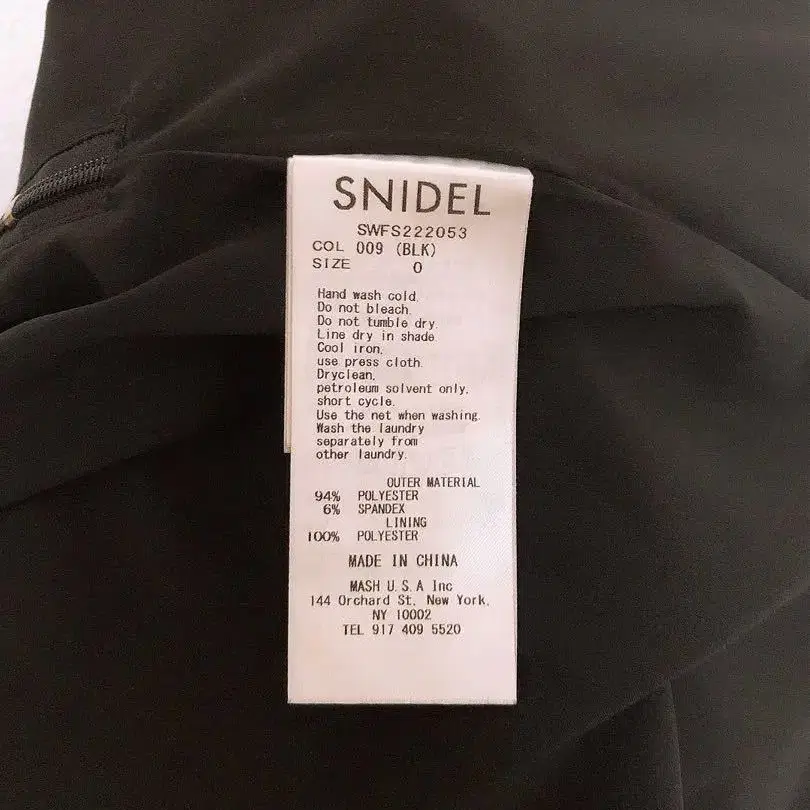 SNIDEL
SWFS222053
COL 009 (BLK)
SIZE 0
Hand wash cold.
Do not bleach.
Do not tumble dry.
Line dry in shade.
Cool iron,
use press cloth.
Dryclean,
petroleum solvent only,
short cycle.
Use the net when washing.
Wash the laundry
separately from
other laundry.
OUTER MATERIAL
94% POLYESTER
6% SPANDEX
LINING
100% POLYESTER
MADE IN CHINA
MASH U.S.A Inc
144 Orchard St, New York,
NY 10002
TEL 917 409 5520